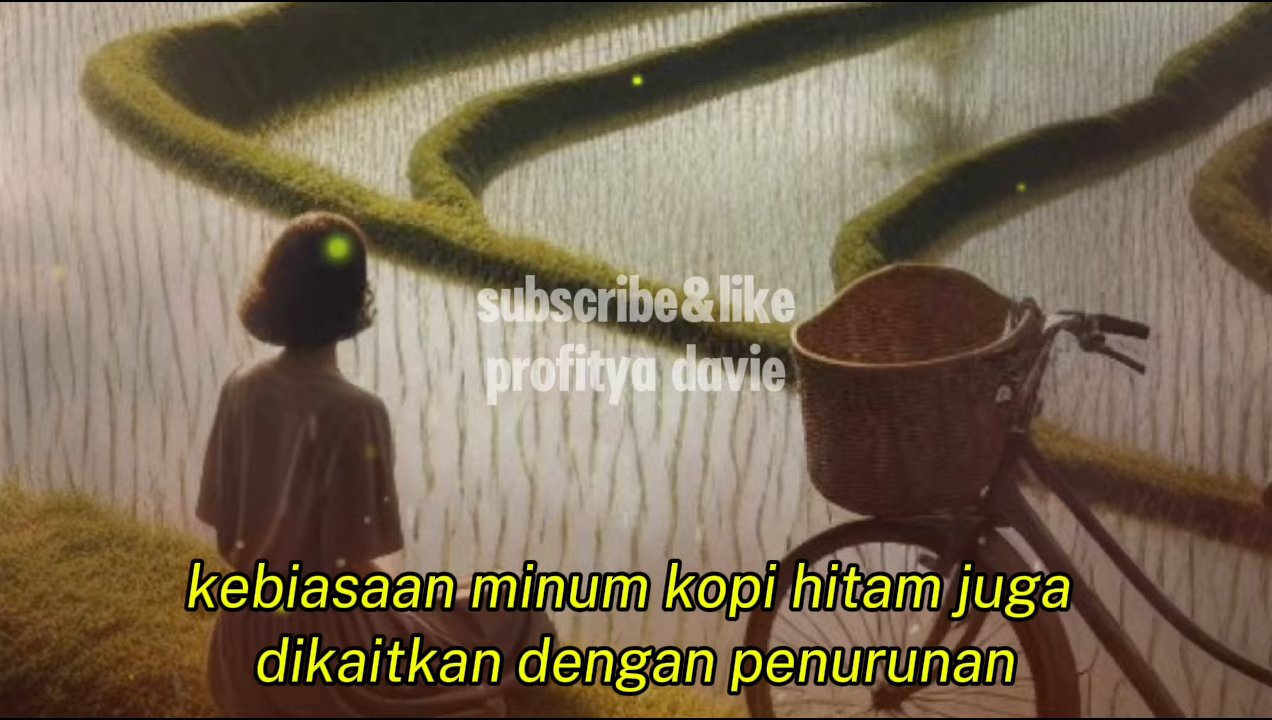 subscribe&like
profitya davie
kebiasaan minum kopi hitam juga
dikaitkan dengan penurunan